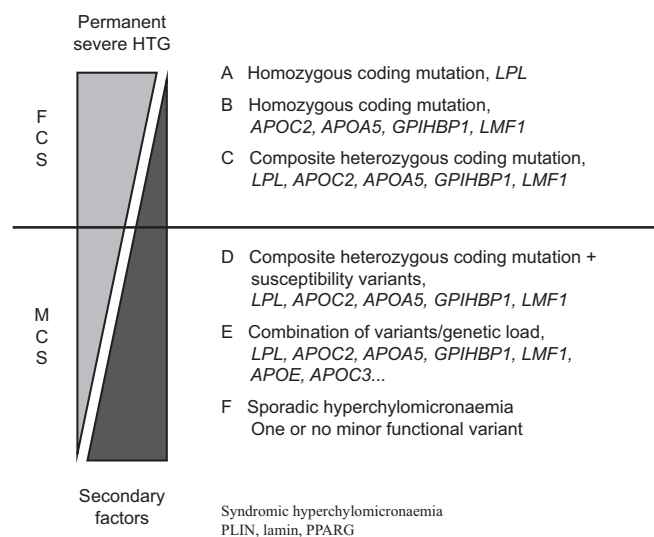 Permanent
severe HTG
F
C
S
A Homozygous coding mutation, LPL
B Homozygous coding mutation,
APOC2, APOA5, GPIHBP1, LMF1
C Composite heterozygous coding mutation,
LPL, APOC2, APOA5, GPIHBP1, LMF1
M
C
S
D Composite heterozygous coding mutation +
susceptibility variants,
LPL, APOC2, APOA5, GPIHBP1, LMF1
E Combination of variants/genetic load,
LPL, APOC2, APOA5, GPIHBP1, LMF1,
APOE, APOC3...
F Sporadic hyperchylomicronaemia
One or no minor functional variant
Secondary
factors
Syndromic hyperchylomicronaemia
PLIN, lamin, PPARG